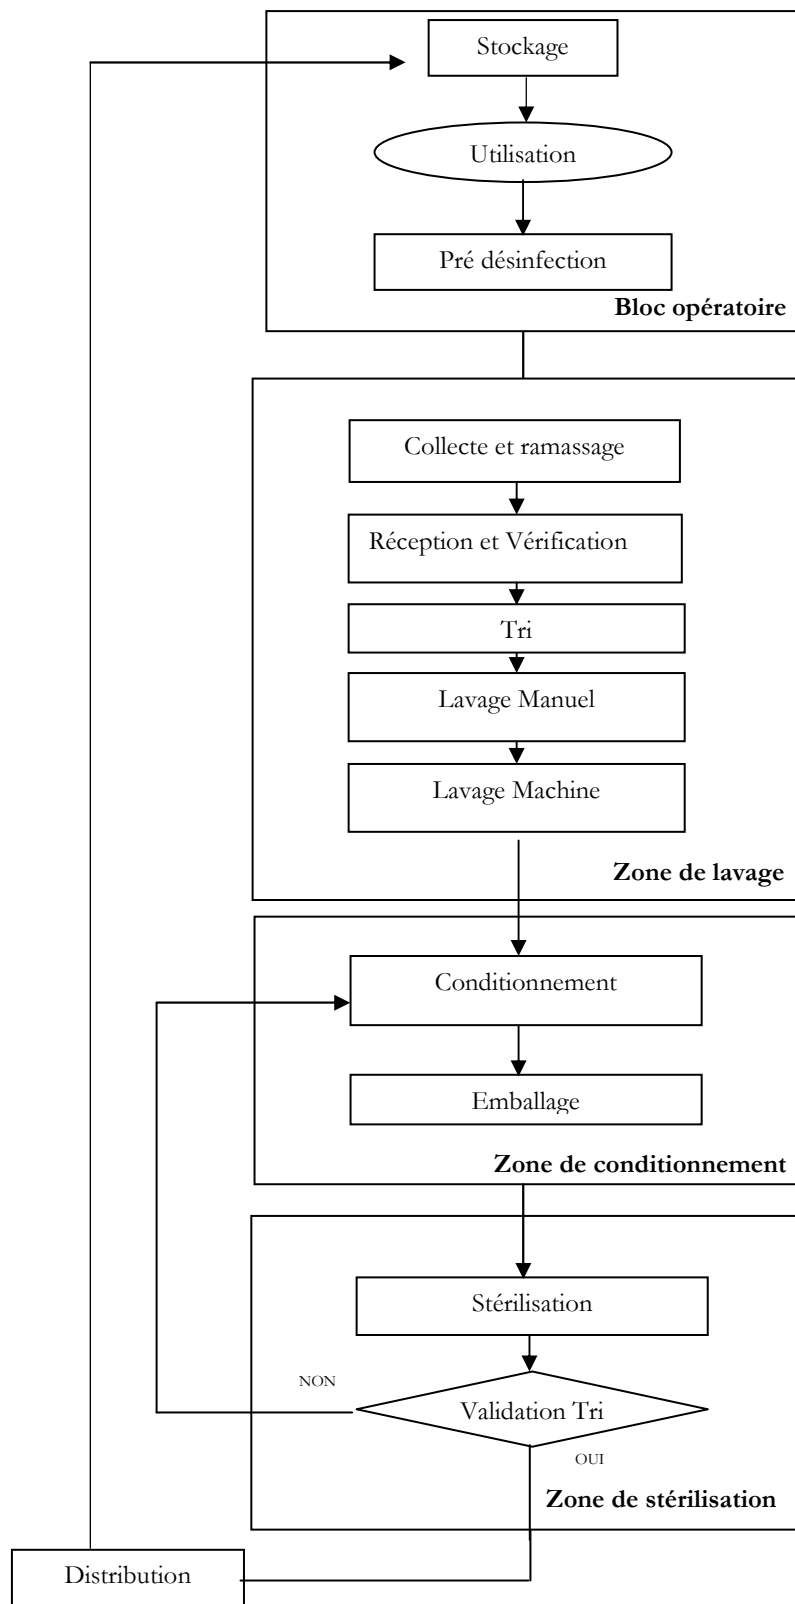 Stockage
Utilisation
Pré désinfection
Bloc opératoire
Collecte et ramassage
Réception et Vérification
Tri
Lavage Manuel
Lavage Machine
Zone de lavage
Conditionnement
Emballage
Zone de conditionnement
Stérilisation
NON
Validation Tri
OUI
Zone de stérilisation
Distribution